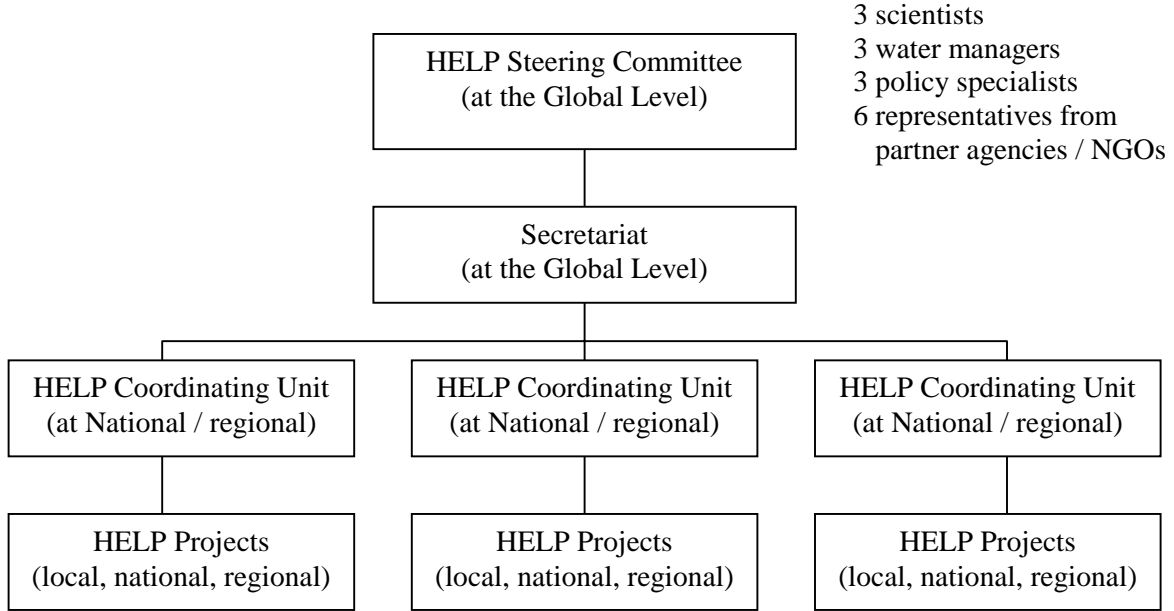 3 scientists
3 water managers
3 policy specialists
6 representatives from
partner agencies / NGOs
HELP Steering Committee
(at the Global Level)
Secretariat
(at the Global Level)
HELP Coordinating Unit
(at National / regional)
HELP Coordinating Unit
(at National / regional)
HELP Coordinating Unit
(at National / regional)
HELP Projects
(local, national, regional)
HELP Projects
(local, national, regional)
HELP Projects
(local, national, regional)